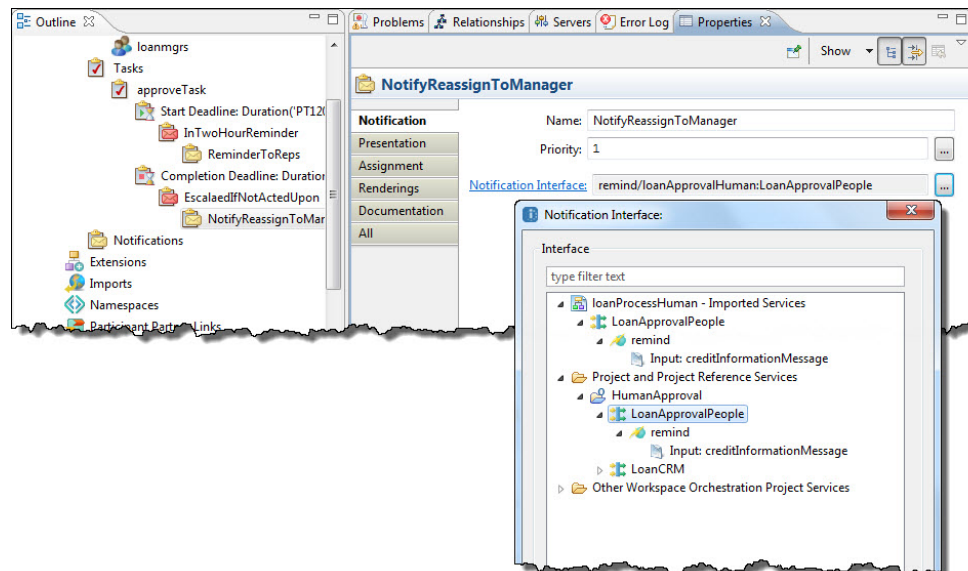 Outline
loanmgrs
Tasks
approveTask
Start Deadline: Duration('PT120
InTwoHourReminder
ReminderToReps
Completion Deadline: Duration
EscalaedIfNotActedUpon
NotifyReassignToMar
Notifications
Extensions
Imports
Namespaces
Participant Partner Links
Problems Relationships Servers Error Log Properties
Show
NotifyReassignToManager
Notification
Presentation
Assignment
Renderings
Documentation
All
Name: NotifyReassignToManager
Priority: 1 ...
Notification Interface: remind/loanApprovalHuman:LoanApprovalPeople ...
Notification Interface:
Interface
type filter text
loanProcessHuman - Imported Services
LoanApprovalPeople
remind
Input: creditInformationMessage
Project and Project Reference Services
HumanApproval
LoanApprovalPeople
remind
Input: creditInformationMessage
LoanCRM
Other Workspace Orchestration Project Services